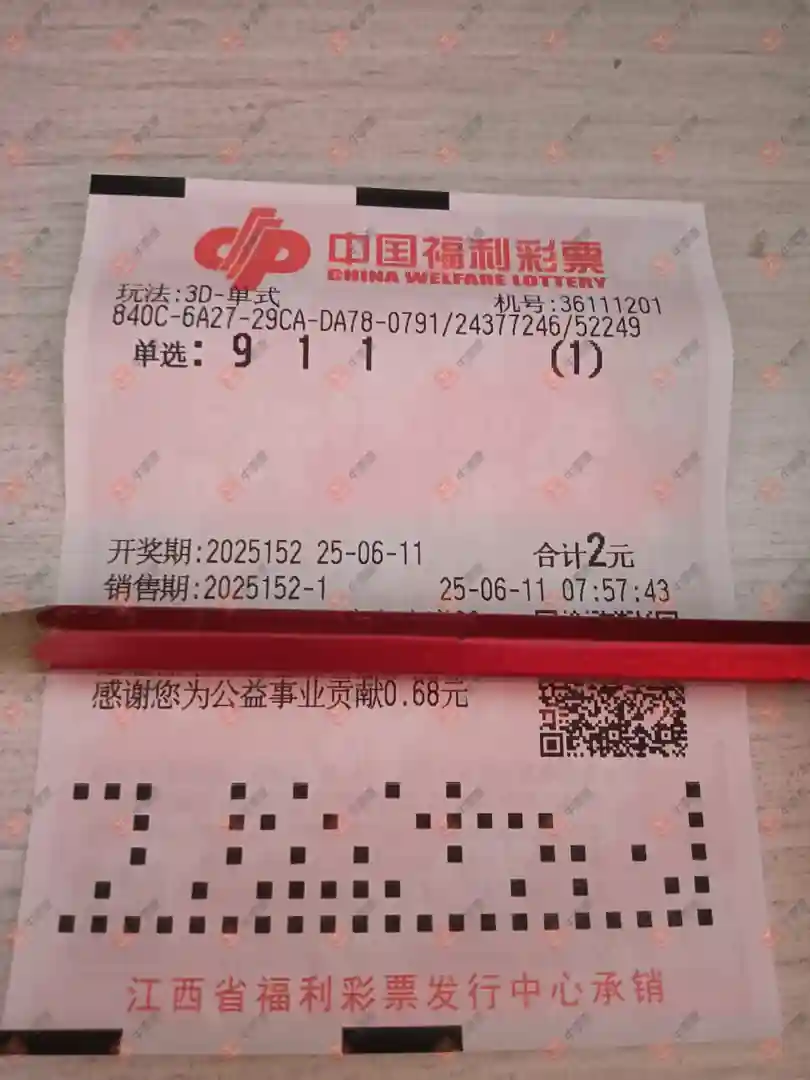 中国福利彩票
CHINA WELFARE LOTTERY
玩法:3D-单式 机号:36111201
840C-6A27-29CA-DA78-0791/24377246/52249
单选: 9 1 1 (1)
开奖期:2025152 25-06-11 合计2元
销售期:2025152-1 25-06-11 07:57:43
感谢您为公益事业贡献0.68元
江西省福利彩票发行中心承销